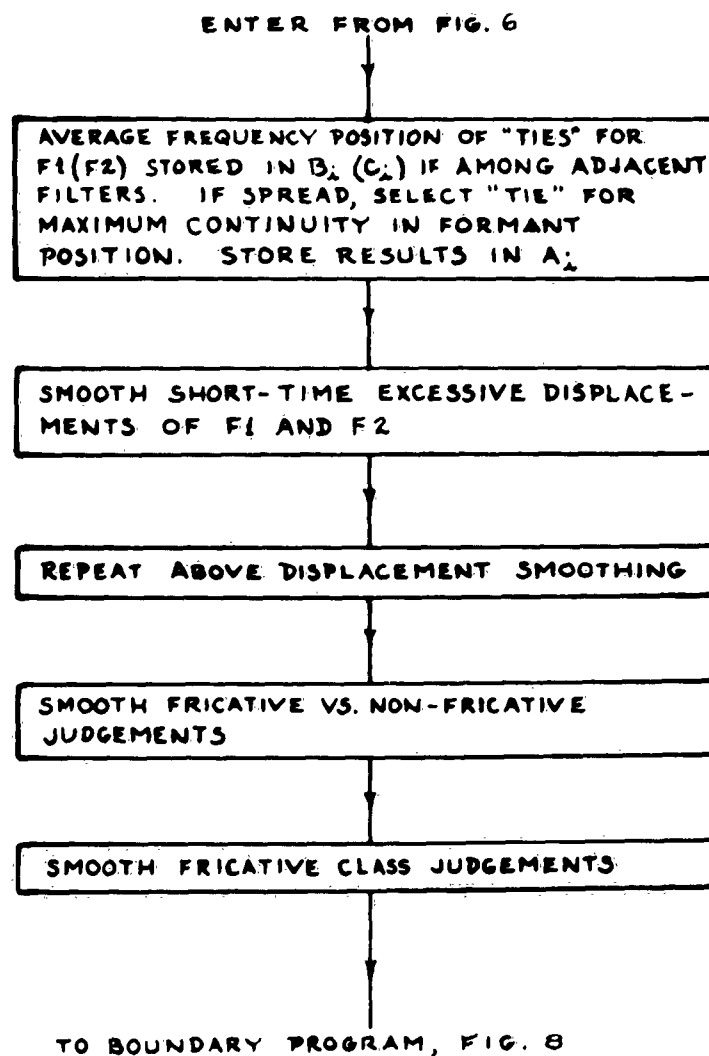 ENTER FROM FIG. 6
AVERAGE FREQUENCY POSITION OF "TIES" FOR
F1(F2) STORED IN Bi (Ci) IF AMONG ADJACENT
FILTERS. IF SPREAD, SELECT "TIE" FOR
MAXIMUM CONTINUITY IN FORMANT
POSITION. STORE RESULTS IN Ai
SMOOTH SHORT-TIME EXCESSIVE DISPLACE-
MENTS OF F1 AND F2
REPEAT ABOVE DISPLACEMENT SMOOTHING
SMOOTH FRICATIVE VS. NON-FRICATIVE
JUDGEMENTS
SMOOTH FRICATIVE CLASS JUDGEMENTS
TO BOUNDARY PROGRAM, FIG. 8